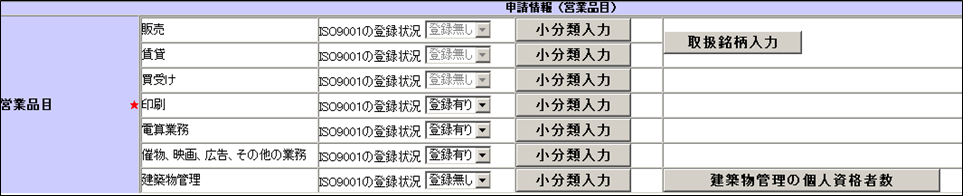 申請情報（営業品目）
営業品目 ★
販売 ISO9001の登録状況 登録無し 小分類入力 取扱銘柄入力
賃貸 ISO9001の登録状況 登録無し 小分類入力
買受け ISO9001の登録状況 登録無し 小分類入力
印刷 ISO9001の登録状況 登録有り 小分類入力
電算業務 ISO9001の登録状況 登録有り 小分類入力
催物、映画、広告、その他の業務 ISO9001の登録状況 登録有り 小分類入力
建築物管理 ISO9001の登録状況 登録無し 小分類入力 建築物管理の個人資格者数